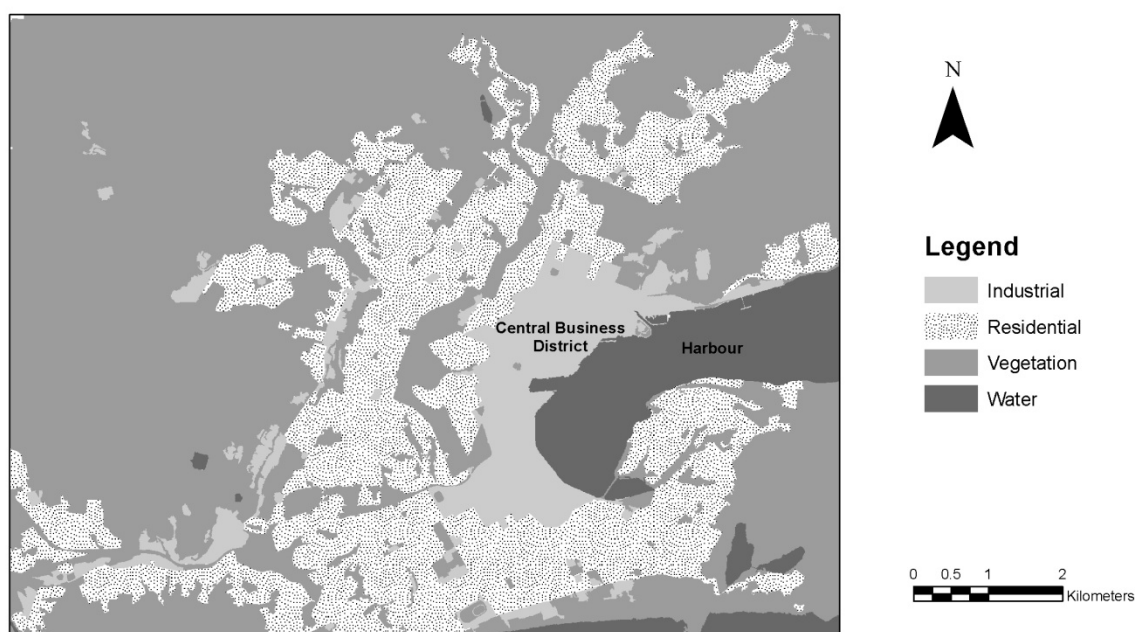 N
Central Business
District
Harbour
Legend
Industrial
Residential
Vegetation
Water
0 0.5 1 2
Kilometers